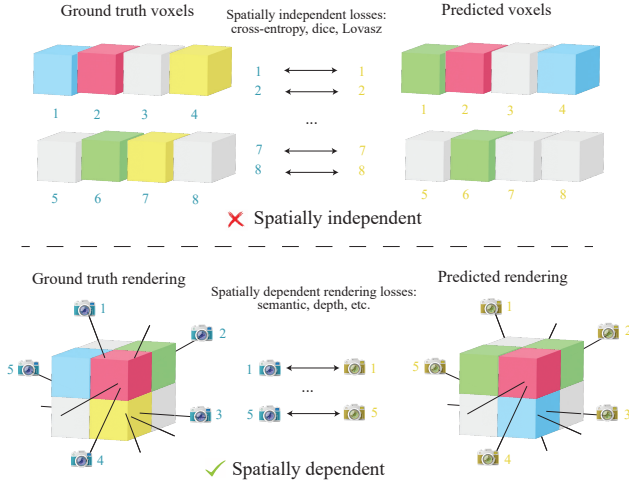 Ground truth voxels
Spatially independent losses:
cross-entropy, dice, Lovasz
Predicted voxels
1 2 3 4
1 1
2 2
...
7 7
8 8
1 2 3 4
5 6 7 8
5 6 7 8
Spatially independent
Ground truth rendering
Spatially dependent rendering losses:
semantic, depth, etc.
Predicted rendering
1
2
3
4
5
1 1
...
5 5
1
2
3
4
5
Spatially dependent